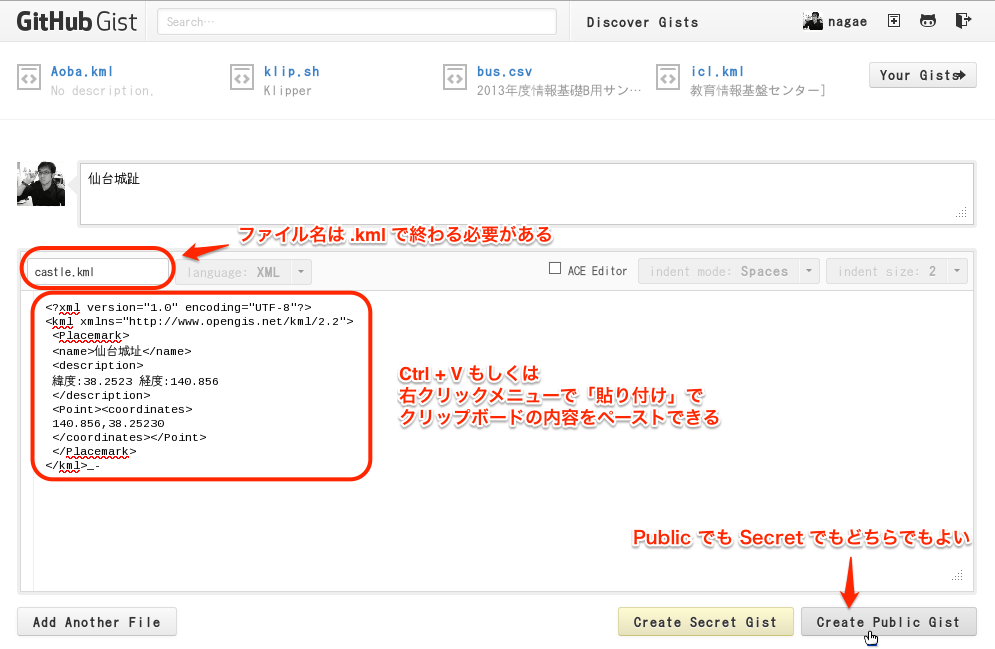 GitHub Gist
Search…
Discover Gists
nagae
Aoba.kml
No description.
klip.sh
Klipper
bus.csv
2013年度情報基礎B用サン…
icl.kml
教育情報基盤センター]
Your Gists
仙台城趾
ファイル名は .kml で終わる必要がある
castle.kml
language: XML
ACE Editor
indent mode: Spaces
indent size: 2
<?xml version="1.0" encoding="UTF-8"?>
<kml xmlns="http://www.opengis.net/kml/2.2">
<Placemark>
<name>仙台城址</name>
<description>
緯度:38.2523 経度:140.856
</description>
<Point><coordinates>
140.856,38.25230
</coordinates></Point>
</Placemark>
</kml>_-
Ctrl + V もしくは
右クリックメニューで「貼り付け」で
クリップボードの内容をペーストできる
Public でも Secret でもどちらでもよい
Add Another File
Create Secret Gist
Create Public Gist